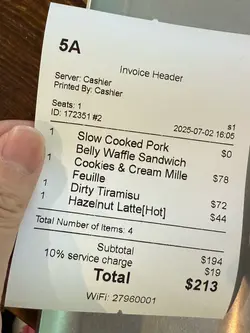 5A
Invoice Header
Server: Cashier
Printed By: Cashier
Seats: 1 s1
ID: 172351 #2 2025-07-02 16:05
1 Slow Cooked Pork $0
Belly Waffle Sandwich
1 Cookies & Cream Mille $78
Feuille
1 Dirty Tiramisu $72
1 Hazelnut Latte[Hot] $44
Total Number of Items: 4
Subtotal $194
10% service charge $19
Total $213
WiFi: 27960001